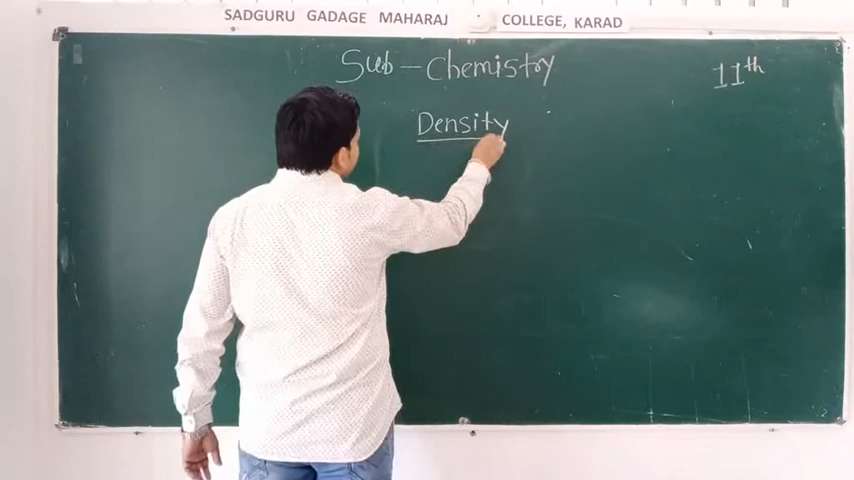 SADGURU GADAGE MAHARAJ COLLEGE, KARAD
Sub - Chemistry 11th
Density